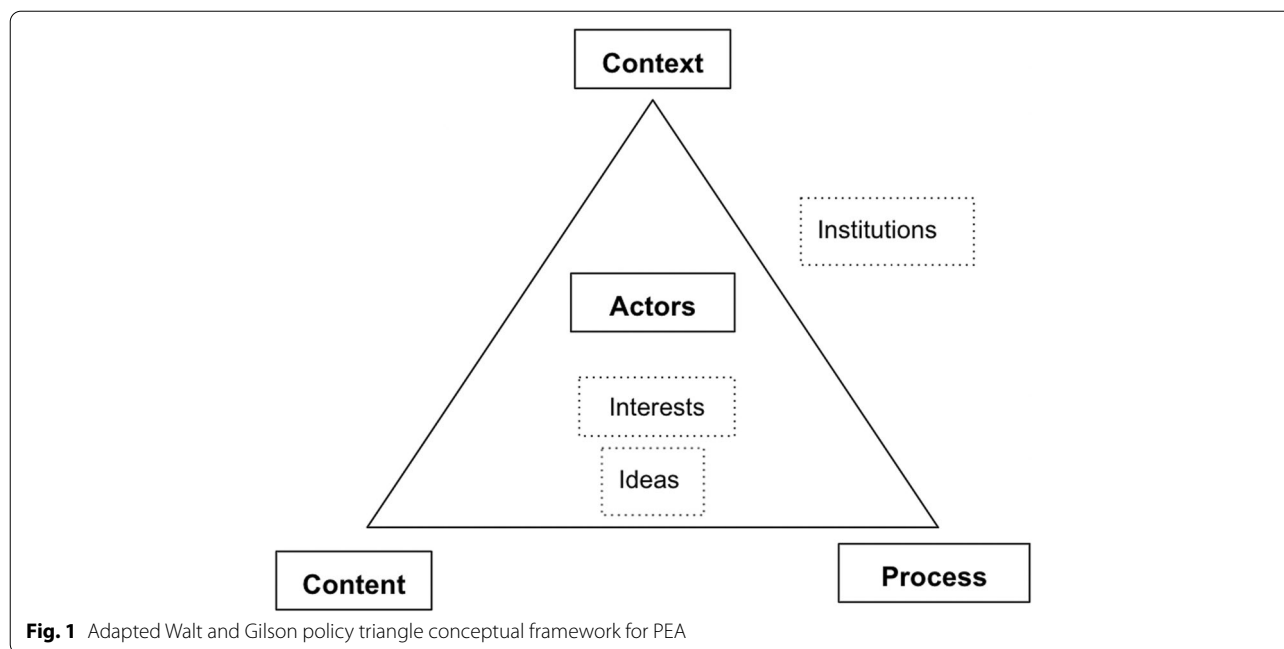 Context
Institutions
Actors
Interests
Ideas
Content
Process
Fig. 1 Adapted Walt and Gilson policy triangle conceptual framework for PEA